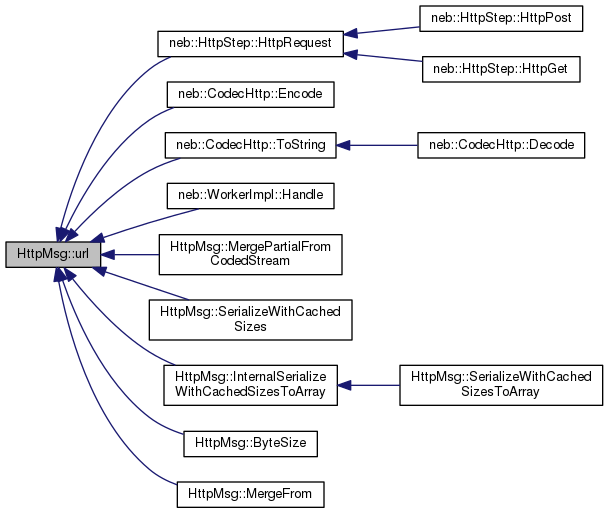 neb::HttpStep::HttpPost
neb::HttpStep::HttpRequest
neb::HttpStep::HttpGet
neb::CodecHttp::Encode
neb::CodecHttp::ToString
neb::CodecHttp::Decode
neb::WorkerImpl::Handle
HttpMsg::url
HttpMsg::MergePartialFrom
CodedStream
HttpMsg::SerializeWithCached
Sizes
HttpMsg::InternalSerialize
WithCachedSizesToArray
HttpMsg::SerializeWithCached
SizesToArray
HttpMsg::ByteSize
HttpMsg::MergeFrom